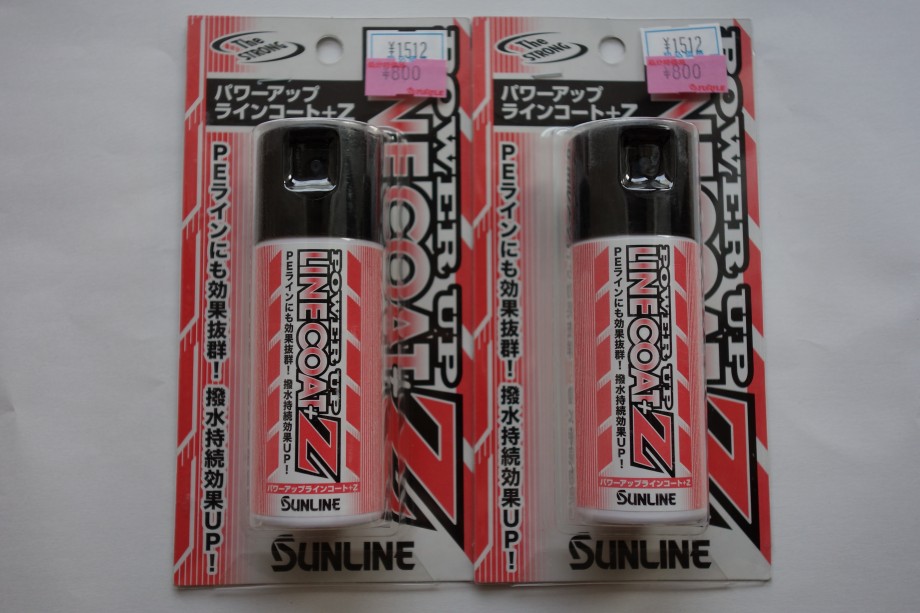 The
STRONG
¥1512
¥800
パワーアップ
ラインコート+Z
PEラインにも効果抜群！撥水持続効果UP！
POWER UP
LINECOAT+Z
POWER UP
LINECOAT+Z
PEラインにも効果抜群！撥水持続効果UP！
パワーアップラインコート+Z
SUNLINE
SUNLINE
The
STRONG
¥1512
¥800
パワーアップ
ラインコート+Z
PEラインにも効果抜群！撥水持続効果UP！
POWER UP
LINECOAT+Z
POWER UP
LINECOAT+Z
PEラインにも効果抜群！撥水持続効果UP！
パワーアップラインコート+Z
SUNLINE
SUNLINE